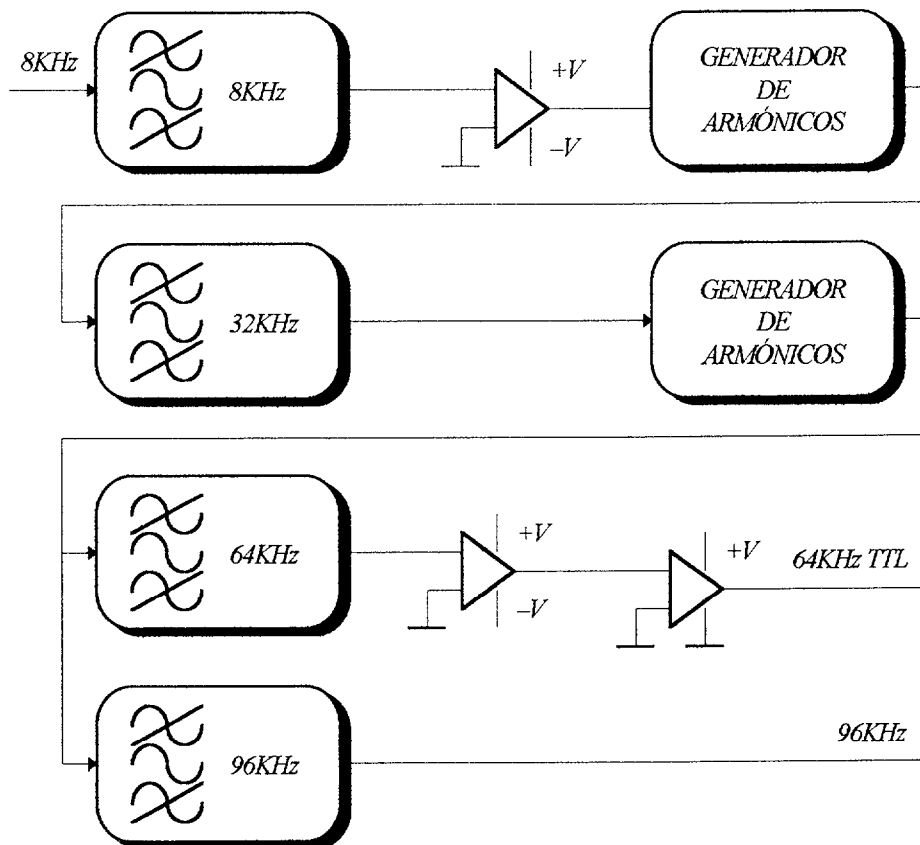 8KHz
8KHz
+V
–V
GENERADOR
DE
ARMÓNICOS
32KHz
GENERADOR
DE
ARMÓNICOS
64KHz
+V
–V
+V
64KHz TTL
96KHz
96KHz